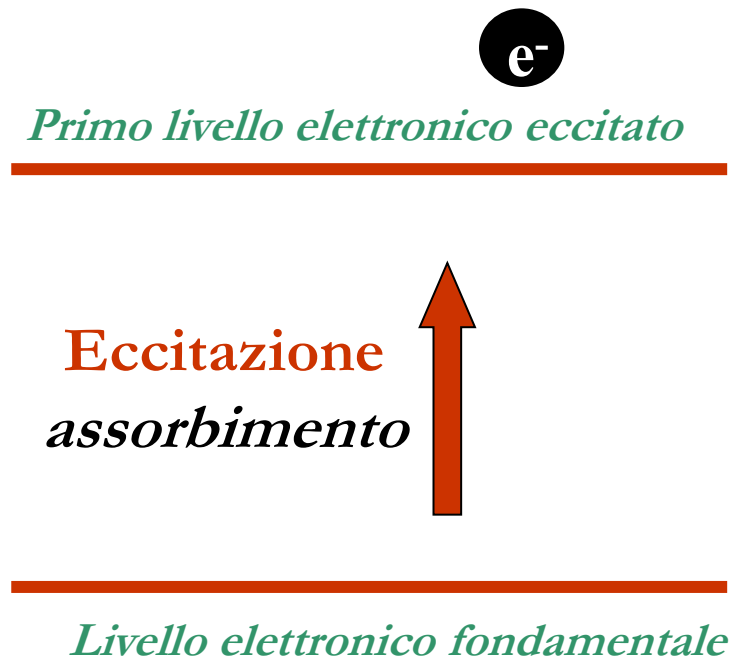 e-
Primo livello elettronico eccitato
Eccitazione
assorbimento
Livello elettronico fondamentale